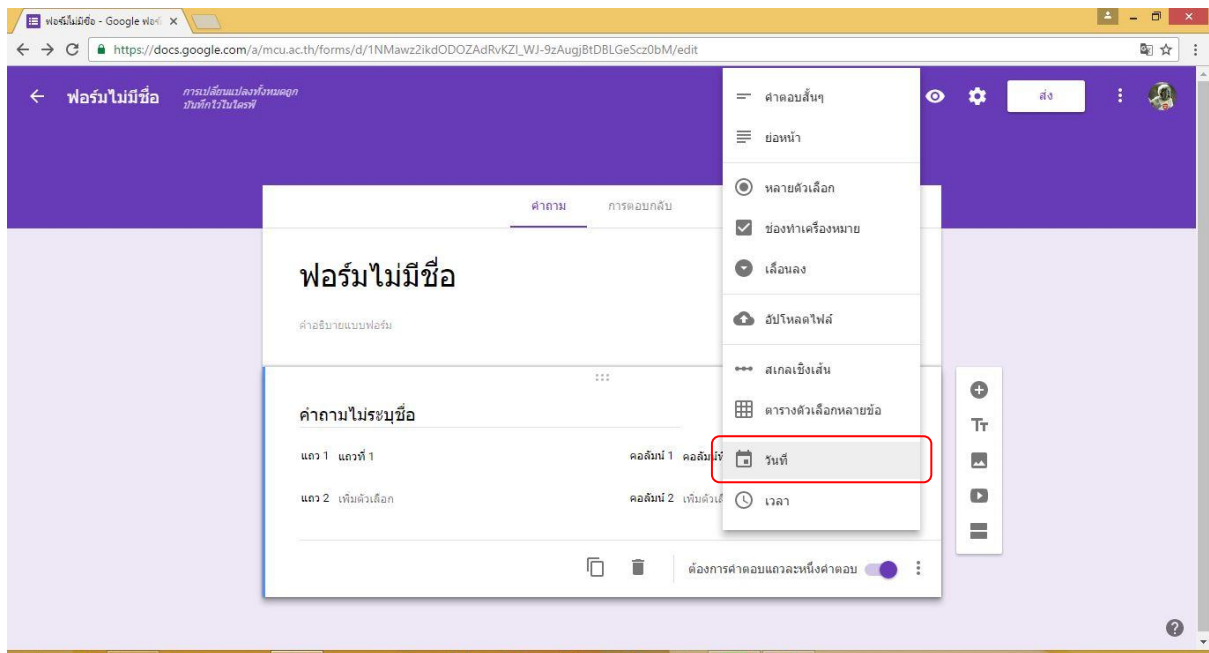 ฟอร์มไม่มีชื่อ - Google ฟอร์
https://docs.google.com/a/mcu.ac.th/forms/d/1NMawz2ikdODOZAdRvKZI_WJ-9zAugjBtDBLGeScz0bM/edit
ฟอร์มไม่มีชื่อ
การเปลี่ยนแปลงทั้งหมดถูก
บันทึกไว้ในไดรฟ์
ส่ง
คำถาม
การตอบกลับ
ฟอร์มไม่มีชื่อ
คำอธิบายแบบฟอร์ม
คำถามไม่ระบุชื่อ
แถว 1 แถวที่ 1
คอลัมน์ 1 คอลัมน์ที่
แถว 2 เพิ่มตัวเลือก
คอลัมน์ 2 เพิ่มตัวเลื
ต้องการคำตอบแถวละหนึ่งคำตอบ
คำตอบสั้นๆ
ย่อหน้า
หลายตัวเลือก
ช่องทำเครื่องหมาย
เลื่อนลง
อัปโหลดไฟล์
สเกลเชิงเส้น
ตารางตัวเลือกหลายข้อ
วันที่
เวลา
Tт